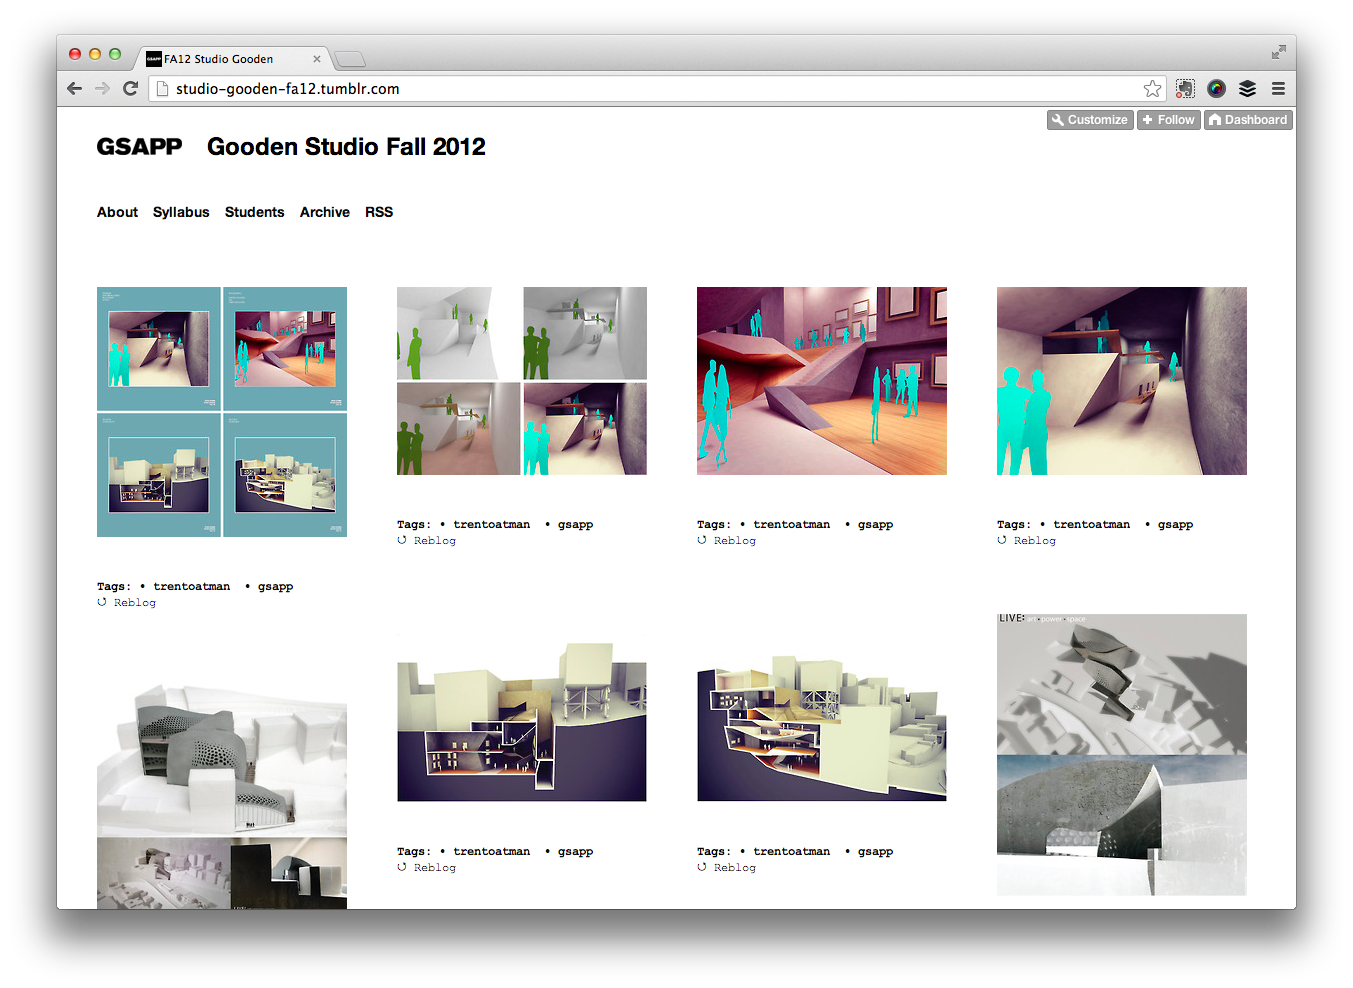 GSAPP FA12 Studio Gooden
studio-gooden-fa12.tumblr.com
Customize Follow Dashboard
GSAPP Gooden Studio Fall 2012
About Syllabus Students Archive RSS
Tags: • trentoatman • gsapp
Reblog
Tags: • trentoatman • gsapp
Reblog
Tags: • trentoatman • gsapp
Reblog
Tags: • trentoatman • gsapp
Reblog
LIVE: art•power•space
Tags: • trentoatman • gsapp
Reblog
Tags: • trentoatman • gsapp
Reblog